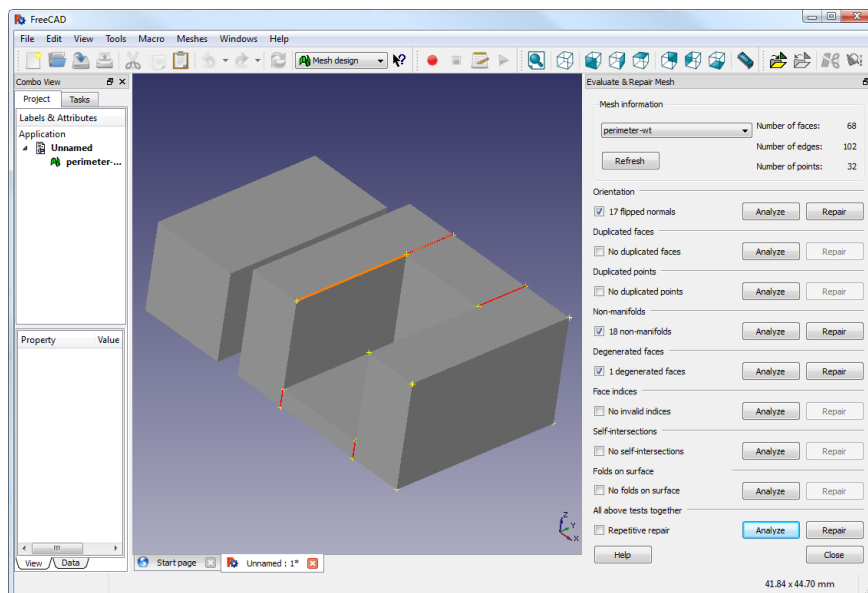 FreeCAD
File Edit View Tools Macro Meshes Windows Help
Mesh design
Combo View
Project Tasks
Labels & Attributes
Application
Unnamed
perimeter-...
Property Value
View Data
Z
Y
X
Start page
Unnamed : 1*
Evaluate & Repair Mesh
Mesh information
perimeter-wt
Number of faces: 68
Number of edges: 102
Refresh
Number of points: 32
Orientation
17 flipped normals Analyze Repair
Duplicated faces
No duplicated faces Analyze Repair
Duplicated points
No duplicated points Analyze Repair
Non-manifolds
18 non-manifolds Analyze Repair
Degenerated faces
1 degenerated faces Analyze Repair
Face indices
No invalid indices Analyze Repair
Self-intersections
No self-intersections Analyze Repair
Folds on surface
No folds on surface Analyze Repair
All above tests together
Repetitive repair Analyze Repair
Help Close
41.84 x 44.70 mm